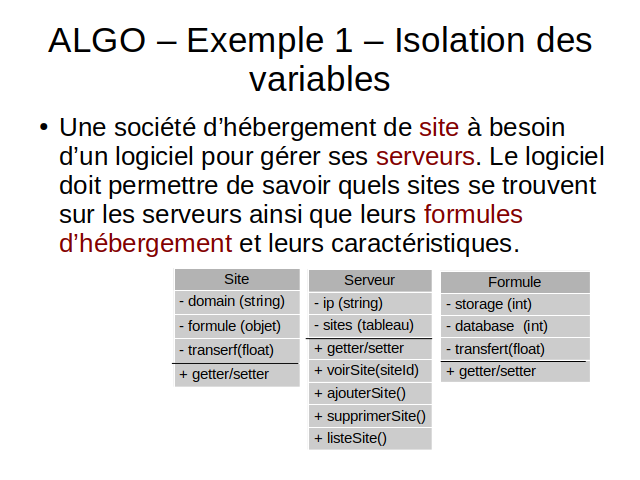 ALGO – Exemple 1 – Isolation des
variables
• Une société d’hébergement de site à besoin
d’un logiciel pour gérer ses serveurs. Le logiciel
doit permettre de savoir quels sites se trouvent
sur les serveurs ainsi que leurs formules
d’hébergement et leurs caractéristiques.
Site
- domain (string)
- formule (objet)
- transerf(float)
+ getter/setter
Serveur
- ip (string)
- sites (tableau)
+ getter/setter
+ voirSite(siteId)
+ ajouterSite()
+ supprimerSite()
+ listeSite()
Formule
- storage (int)
- database (int)
- transfert(float)
+ getter/setter